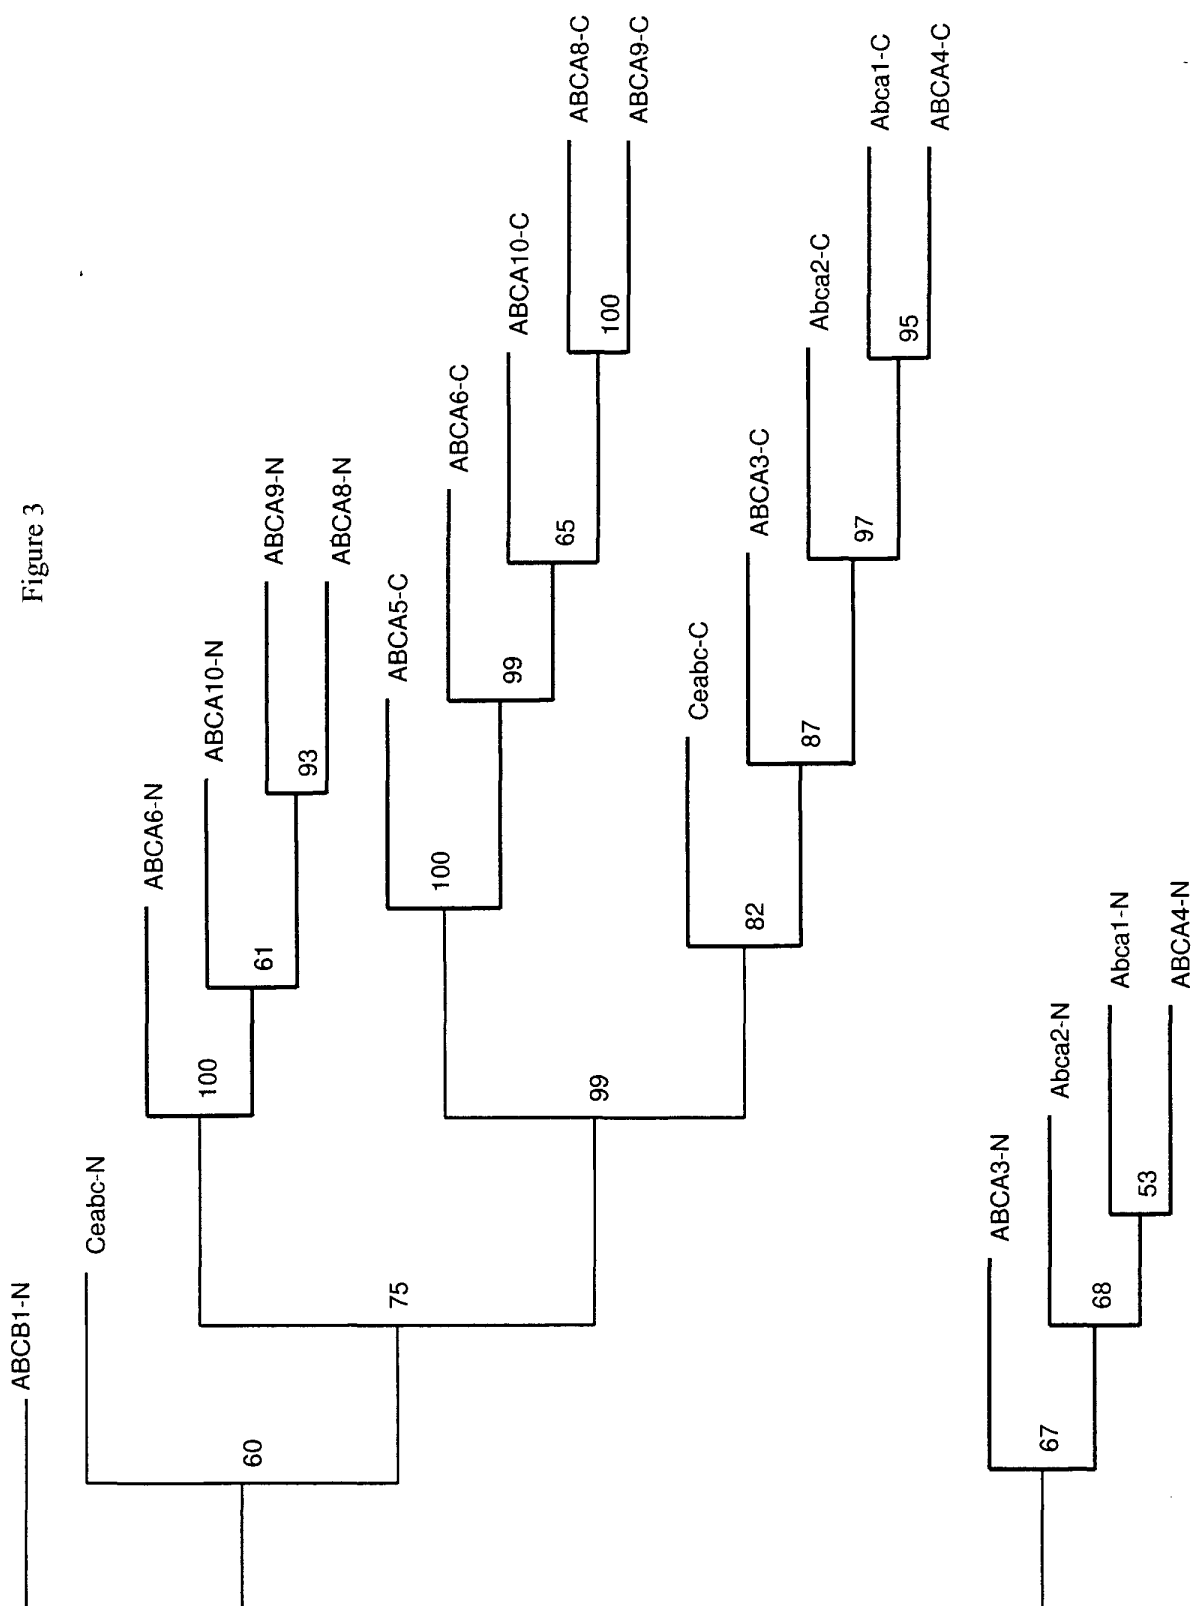 Figure 3
ABCB1-N
Ceabc-N
60
75
ABCA6-N
100
ABCA10-N
61
ABCA9-N
93
ABCA8-N
99
ABCA5-C
100
ABCA6-C
99
ABCA10-C
65
ABCA8-C
100
ABCA9-C
Ceabc-C
82
ABCA3-C
87
Abca2-C
97
Abca1-C
95
ABCA4-C
ABCA3-N
67
Abca2-N
68
Abca1-N
53
ABCA4-N